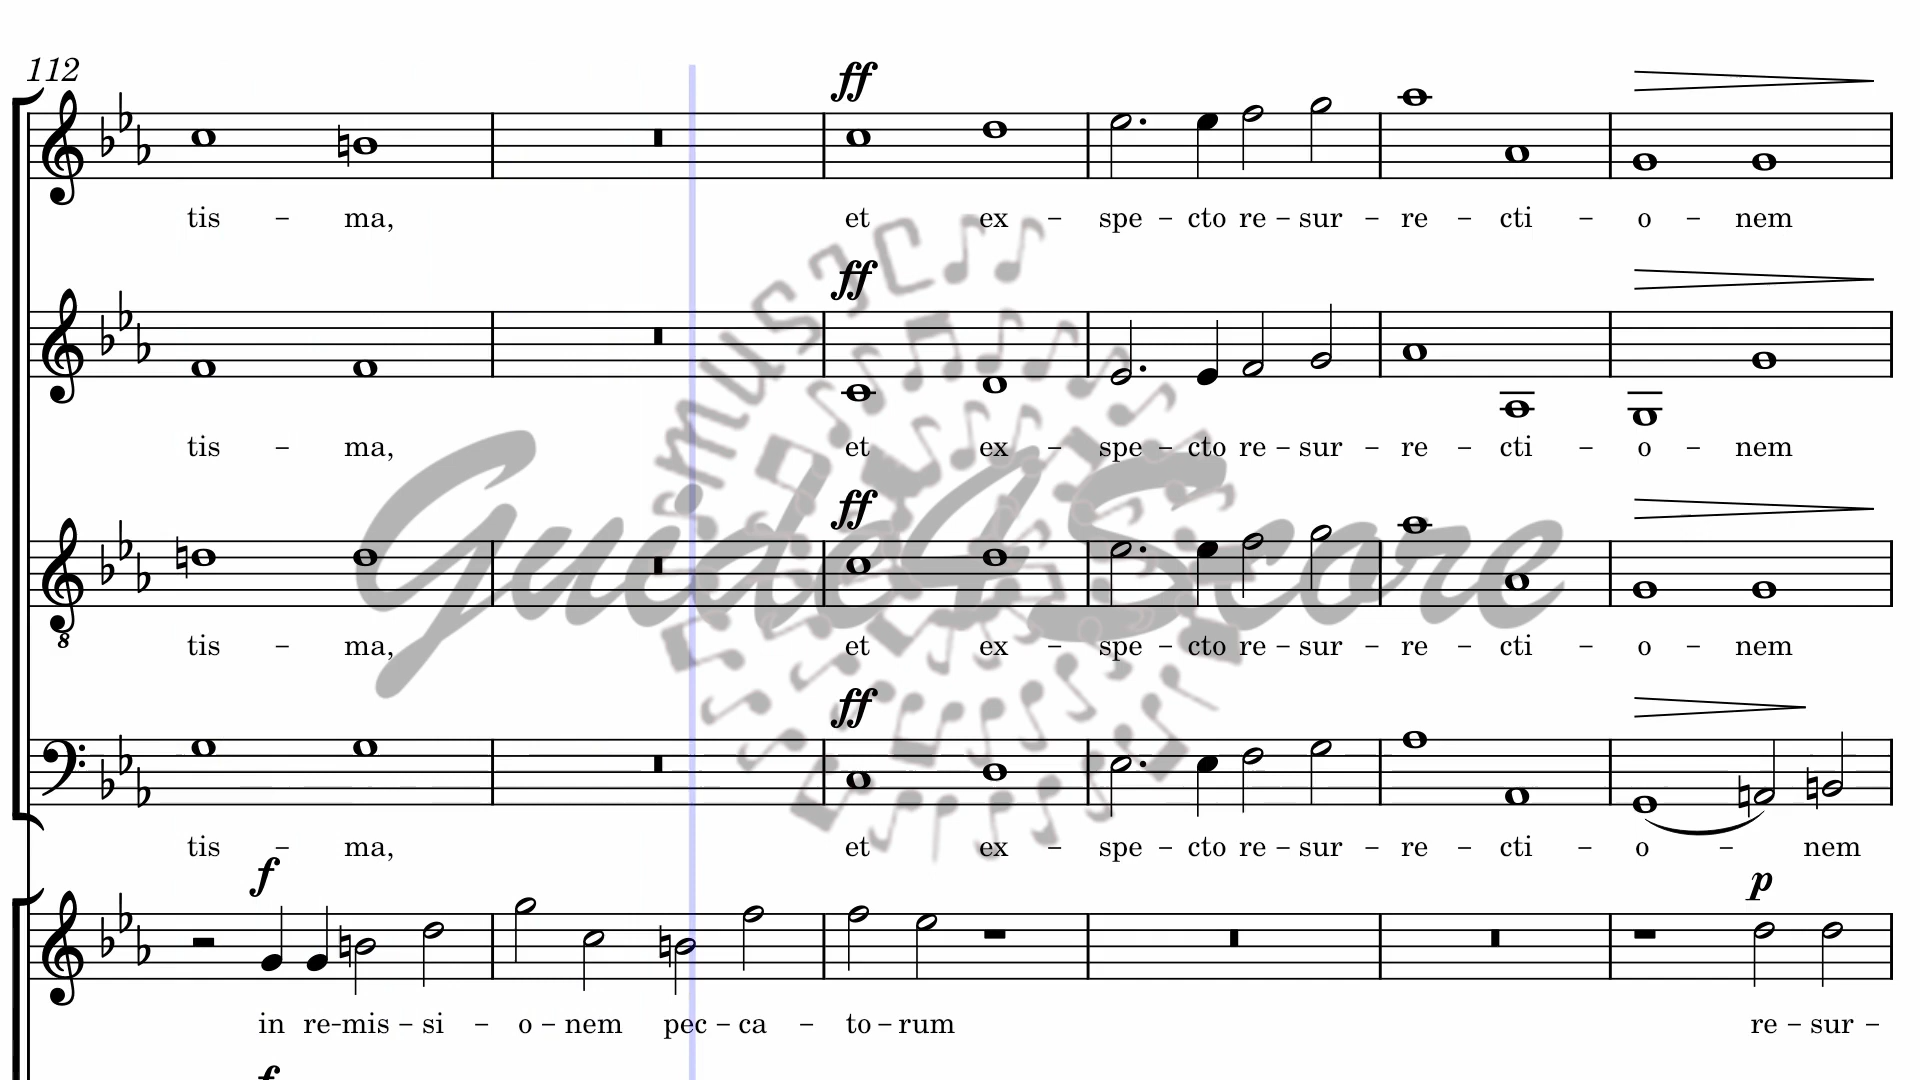 112
ff
tis – ma, et ex – spe – cto re – sur – re – cti – o – nem
ff
tis – ma, et ex – spe – cto re – sur – re – cti – o – nem
ff
8
tis – ma, et ex – spe – cto re – sur – re – cti – o – nem
ff
tis – ma, et ex – spe – cto re – sur – re – cti – o – nem
f p
in re-mis – si – o – nem pec – ca – to – rum re – sur –
f
music
Guide4Score